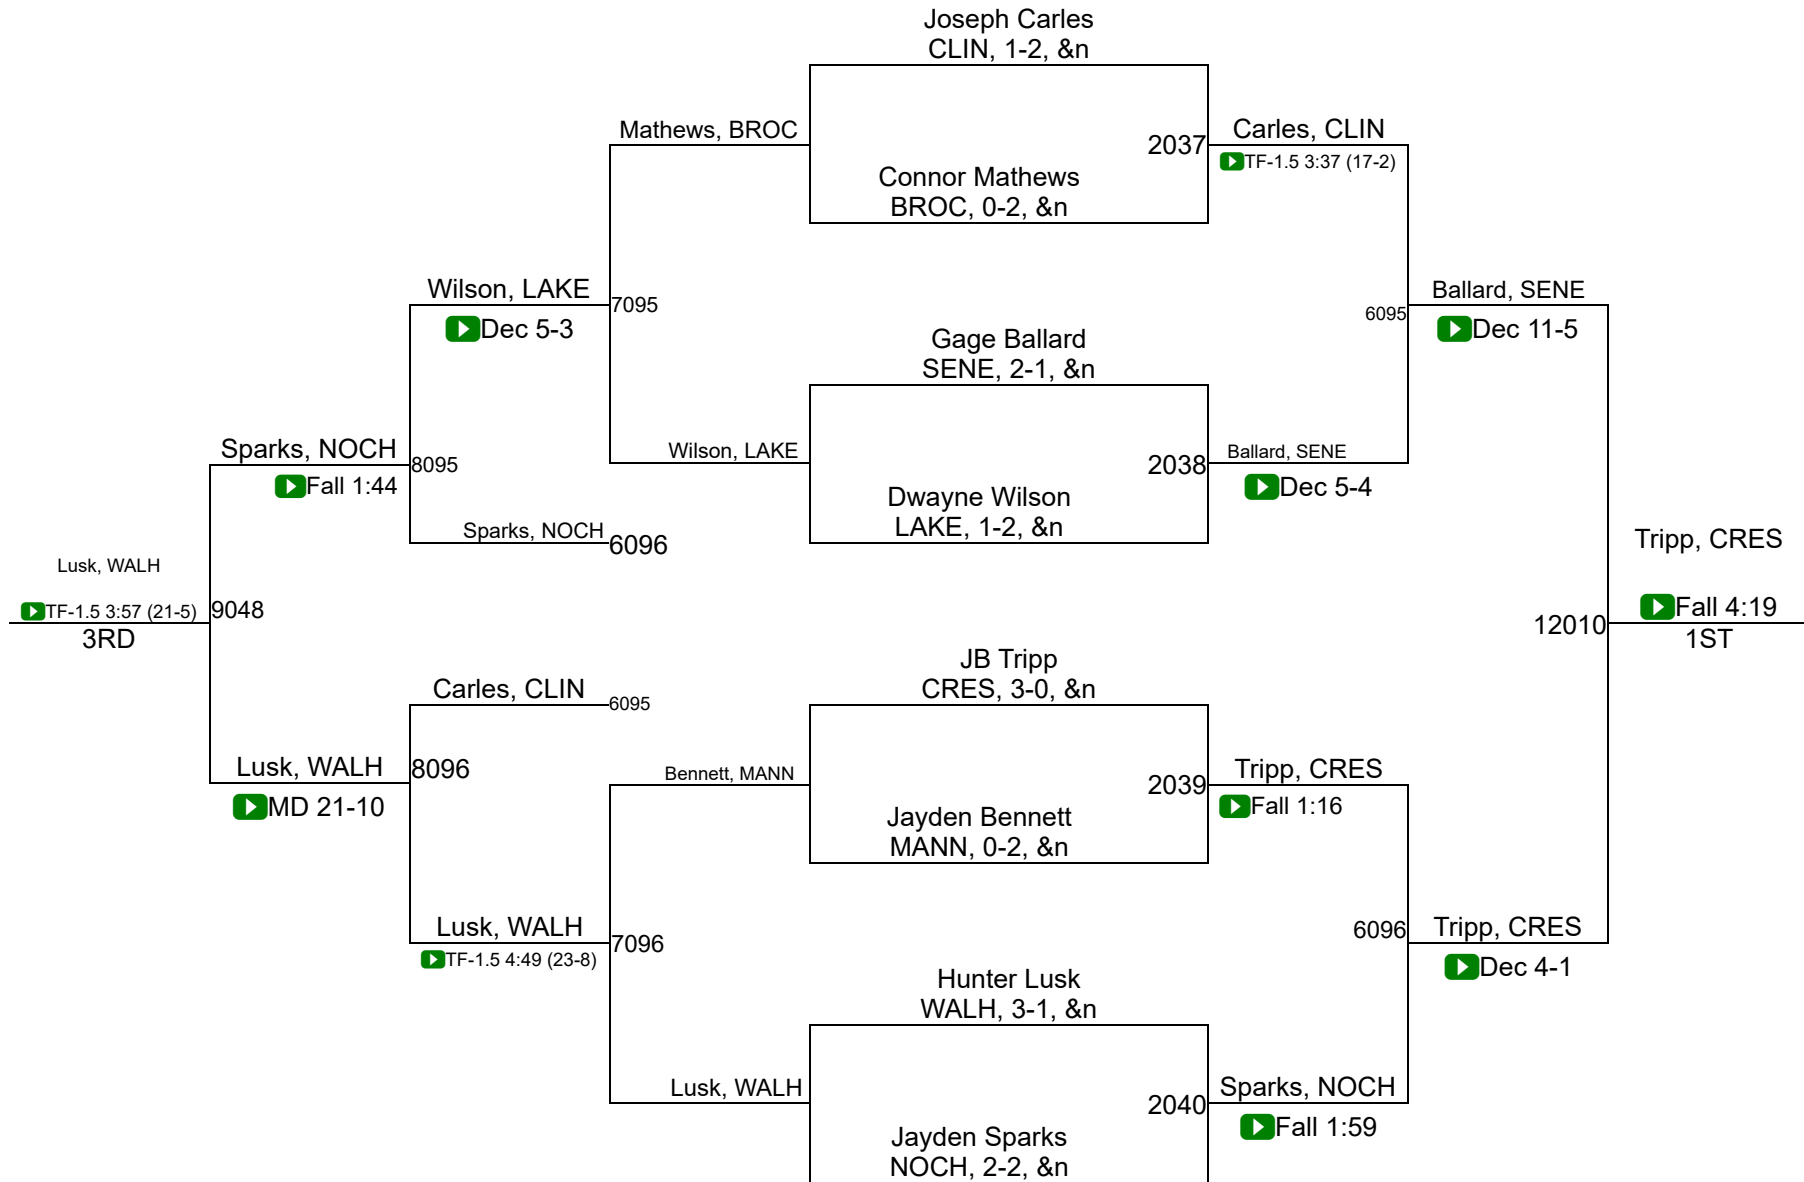 Joseph Carles
CLIN, 1-2, &n
Mathews, BROC
2037
Carles, CLIN
TF-1.5 3:37 (17-2)
Connor Mathews
BROC, 0-2, &n
Wilson, LAKE
7095
Dec 5-3
Gage Ballard
SENE, 2-1, &n
6095
Ballard, SENE
Dec 11-5
Sparks, NOCH
8095
Fall 1:44
Wilson, LAKE
2038
Ballard, SENE
Dec 5-4
Dwayne Wilson
LAKE, 1-2, &n
Sparks, NOCH
6096
Lusk, WALH
TF-1.5 3:57 (21-5)
9048
3RD
Tripp, CRES
Fall 4:19
12010
1ST
JB Tripp
CRES, 3-0, &n
Carles, CLIN
6095
Lusk, WALH
8096
MD 21-10
Bennett, MANN
2039
Tripp, CRES
Fall 1:16
Jayden Bennett
MANN, 0-2, &n
Lusk, WALH
7096
TF-1.5 4:49 (23-8)
6096
Tripp, CRES
Dec 4-1
Hunter Lusk
WALH, 3-1, &n
Lusk, WALH
2040
Sparks, NOCH
Fall 1:59
Jayden Sparks
NOCH, 2-2, &n